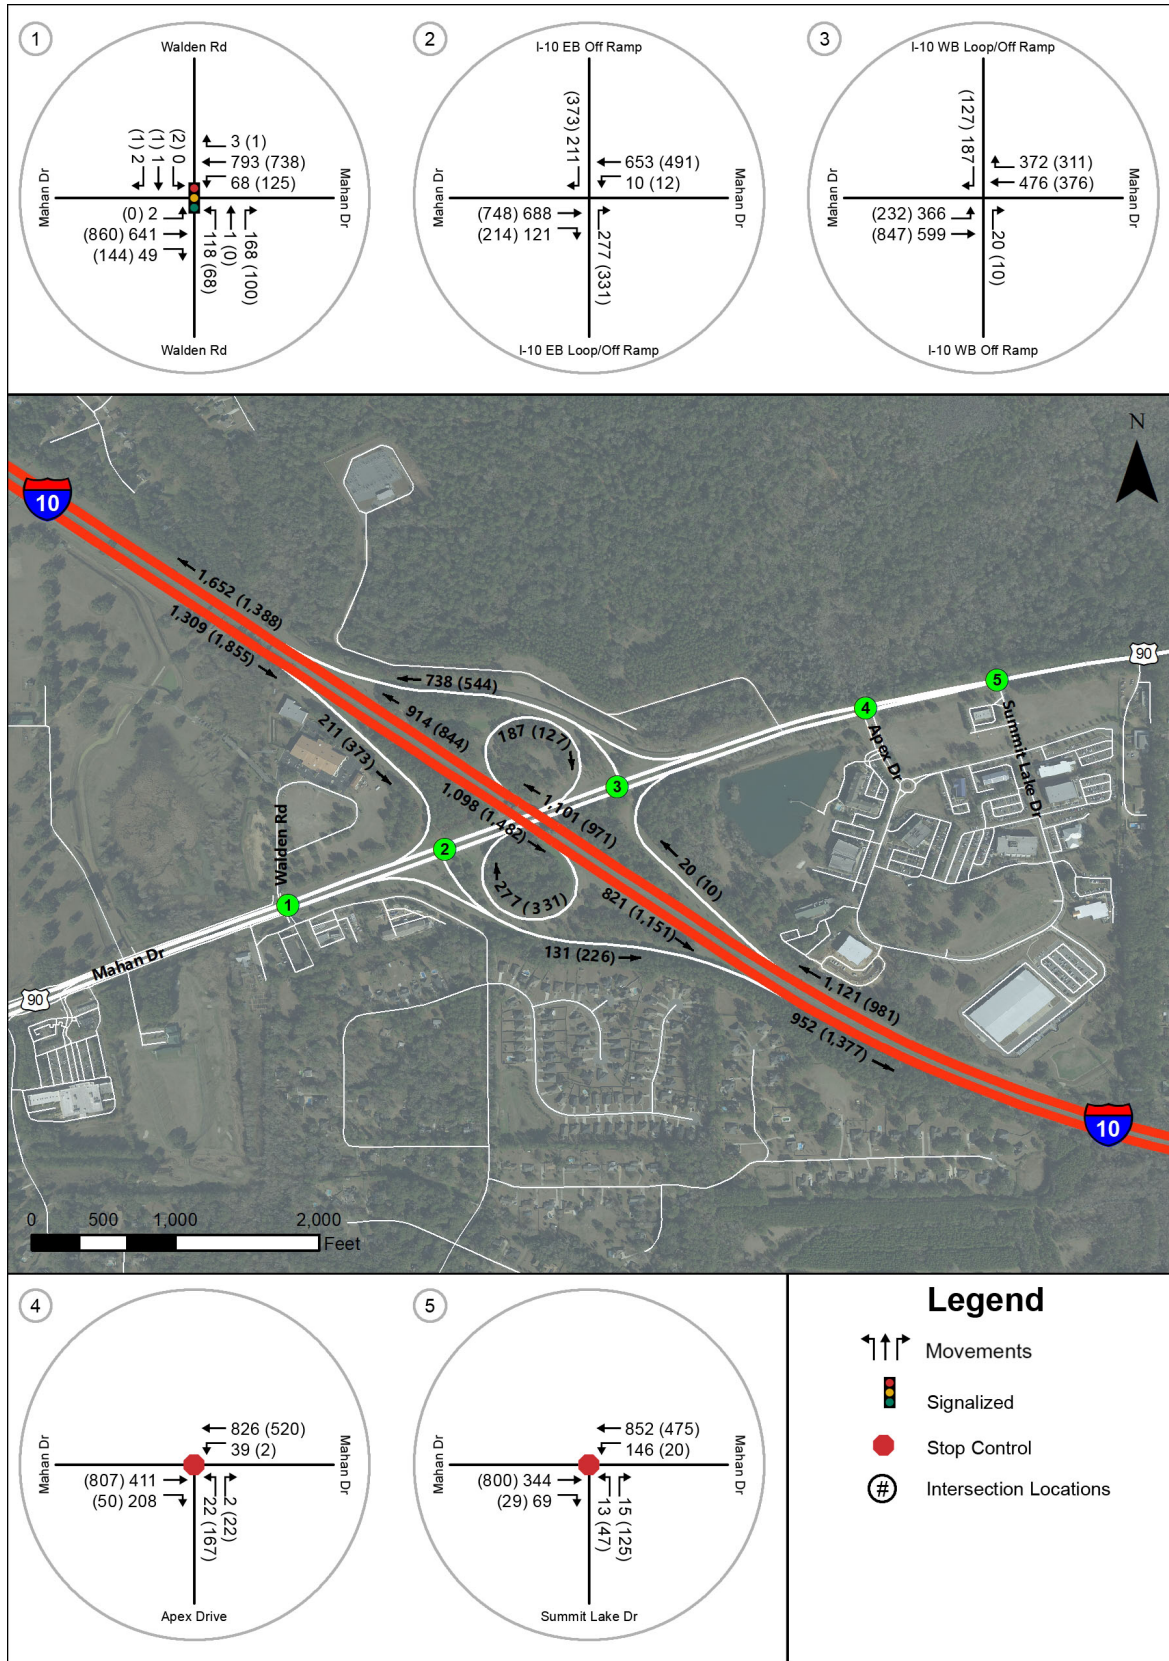 1
Walden Rd
(1) 2
(1) 1
(2) 0
3 (1)
793 (738)
68 (125)
Mahan Dr
Mahan Dr
(0) 2
(860) 641
(144) 49
118 (68)
1 (0)
168 (100)
Walden Rd
2
I-10 EB Off Ramp
(373) 211
653 (491)
10 (12)
(748) 688
(214) 121
277 (331)
I-10 EB Loop/Off Ramp
3
I-10 WB Loop/Off Ramp
(127) 187
372 (311)
476 (376)
Mahan Dr
Mahan Dr
(232) 366
(847) 599
20 (10)
I-10 WB Off Ramp
N
10
1,652 (1,388)
1,309 (1,855)
738 (544)
914 (844)
211 (373)
187 (127)
1,098 (1,482)
1,101 (971)
277 (331)
20 (10)
821 (1,151)
131 (226)
1,121 (981)
952 (1,377)
90
5
4
3
2
1
Summit Lake Dr
Apex Dr
Walden Rd
Mahan Dr
90
10
0 500 1,000 2,000
Feet
4
826 (520)
39 (2)
Mahan Dr
Mahan Dr
(807) 411
(50) 208
22 (167)
2 (22)
Apex Drive
5
852 (475)
146 (20)
Mahan Dr
Mahan Dr
(800) 344
(29) 69
13 (47)
15 (125)
Summit Lake Dr
Legend
Movements
Signalized
Stop Control
# Intersection Locations